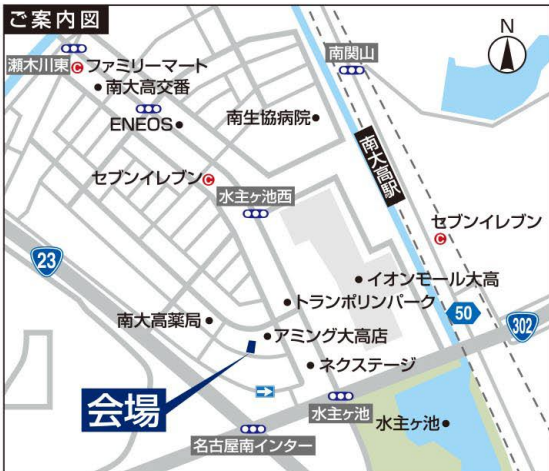 ご案内図
N
瀬木川東
ファミリーマート
南関山
南大高交番
ENEOS
南生協病院
南大高駅
セブンイレブン
水主ヶ池西
セブンイレブン
23
イオンモール大高
トランポリンパーク
50
302
南大高薬局
アミング大高店
ネクステージ
会場
水主ヶ池
水主ヶ池
名古屋南インター